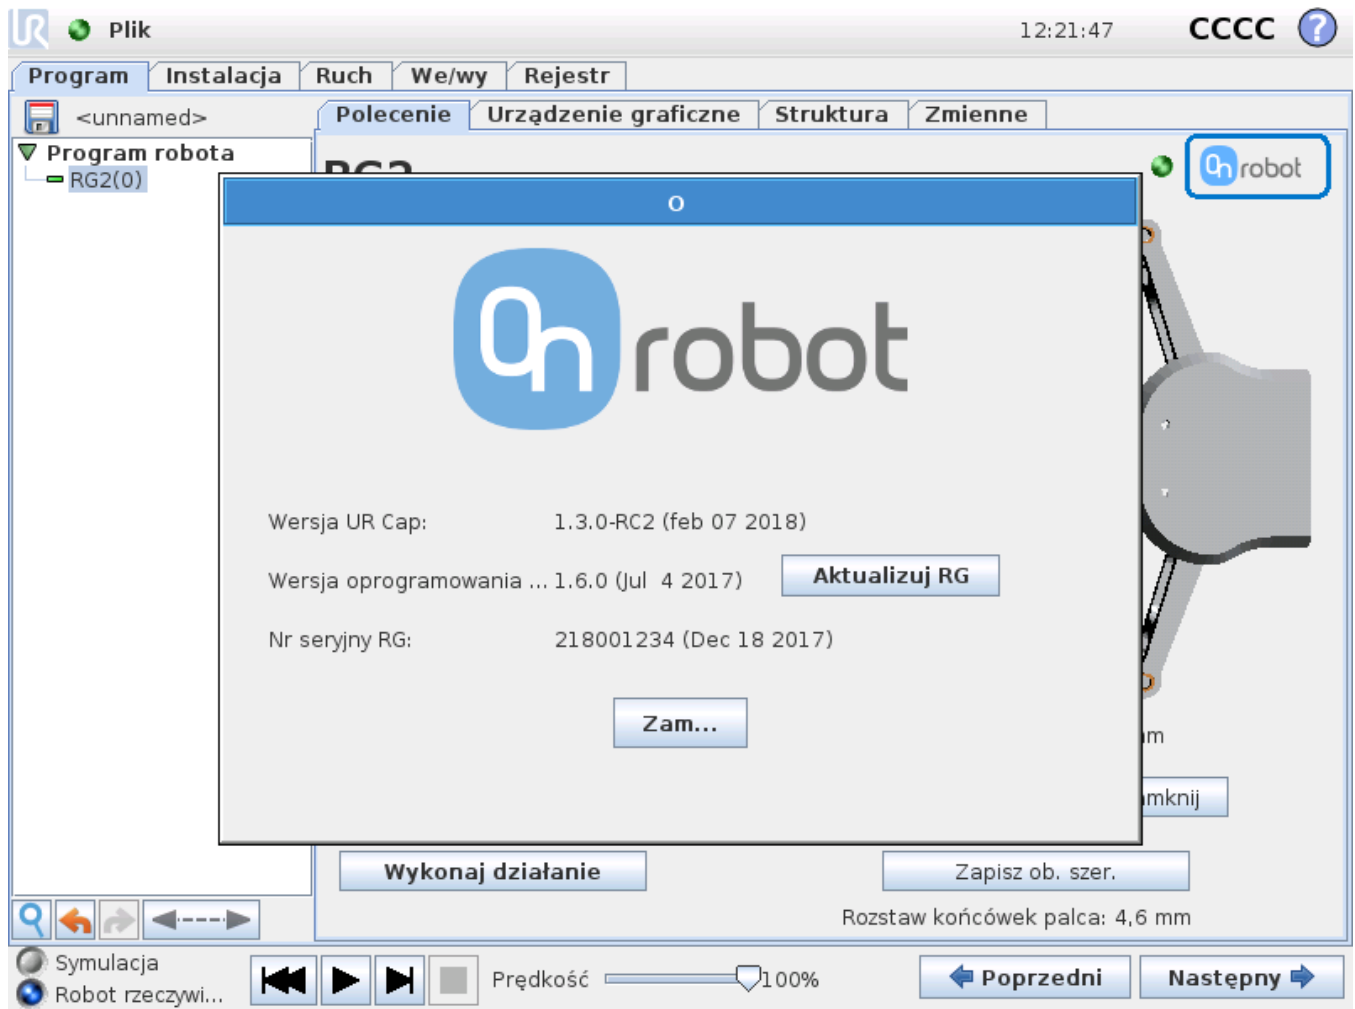 Plik
12:21:47
CCCC
?
Program Instalacja Ruch We/wy Rejestr
<unnamed>
Polecenie Urządzenie graficzne Struktura Zmienne
Program robota
RG2(0)
RG2
On robot
O
On robot
Wersja UR Cap: 1.3.0-RC2 (feb 07 2018)
Wersja oprogramowania ... 1.6.0 (Jul 4 2017)
Aktualizuj RG
Nr seryjny RG: 218001234 (Dec 18 2017)
Zam...
Wykonaj działanie
Zapisz ob. szer.
Rozstaw końcówek palca: 4,6 mm
Symulacja
Robot rzeczywi...
Prędkość 100%
Poprzedni
Następny